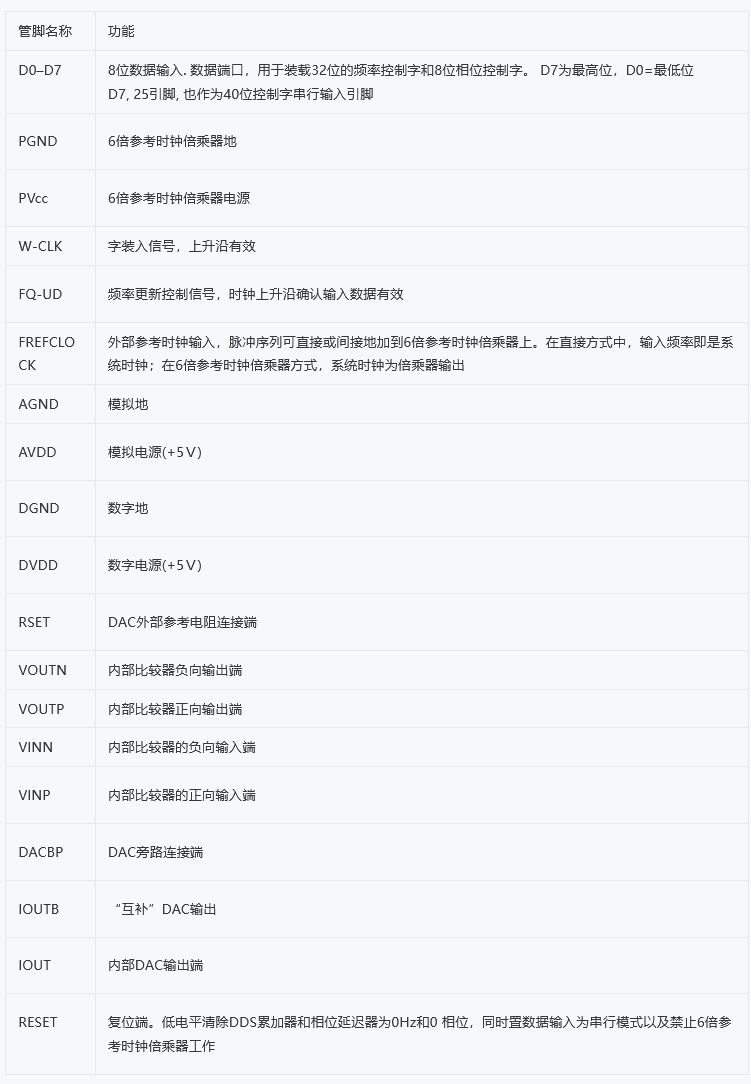 管脚名称 功能
D0–D7 8位数据输入. 数据端口，用于装载32位的频率控制字和8位相位控制字。 D7为最高位，D0=最低位
D7, 25引脚, 也作为40位控制字串行输入引脚
PGND 6倍参考时钟倍乘器地
PVcc 6倍参考时钟倍乘器电源
W-CLK 字装入信号，上升沿有效
FQ-UD 频率更新控制信号，时钟上升沿确认输入数据有效
FREFCLO 外部参考时钟输入，脉冲序列可直接或间接地加到6倍参考时钟倍乘器上。在直接方式中，输入频率即是系
CK 统时钟；在6倍参考时钟倍乘器方式，系统时钟为倍乘器输出
AGND 模拟地
AVDD 模拟电源(+5Ｖ)
DGND 数字地
DVDD 数字电源(+5Ｖ)
RSET DAC外部参考电阻连接端
VOUTN 内部比较器负向输出端
VOUTP 内部比较器正向输出端
VINN 内部比较器的负向输入端
VINP 内部比较器的正向输入端
DACBP DAC旁路连接端
IOUTB “互补”DAC输出
IOUT 内部DAC输出端
RESET 复位端。低电平清除DDS累加器和相位延迟器为0Hz和0 相位，同时置数据输入为串行模式以及禁止6倍参
考时钟倍乘器工作